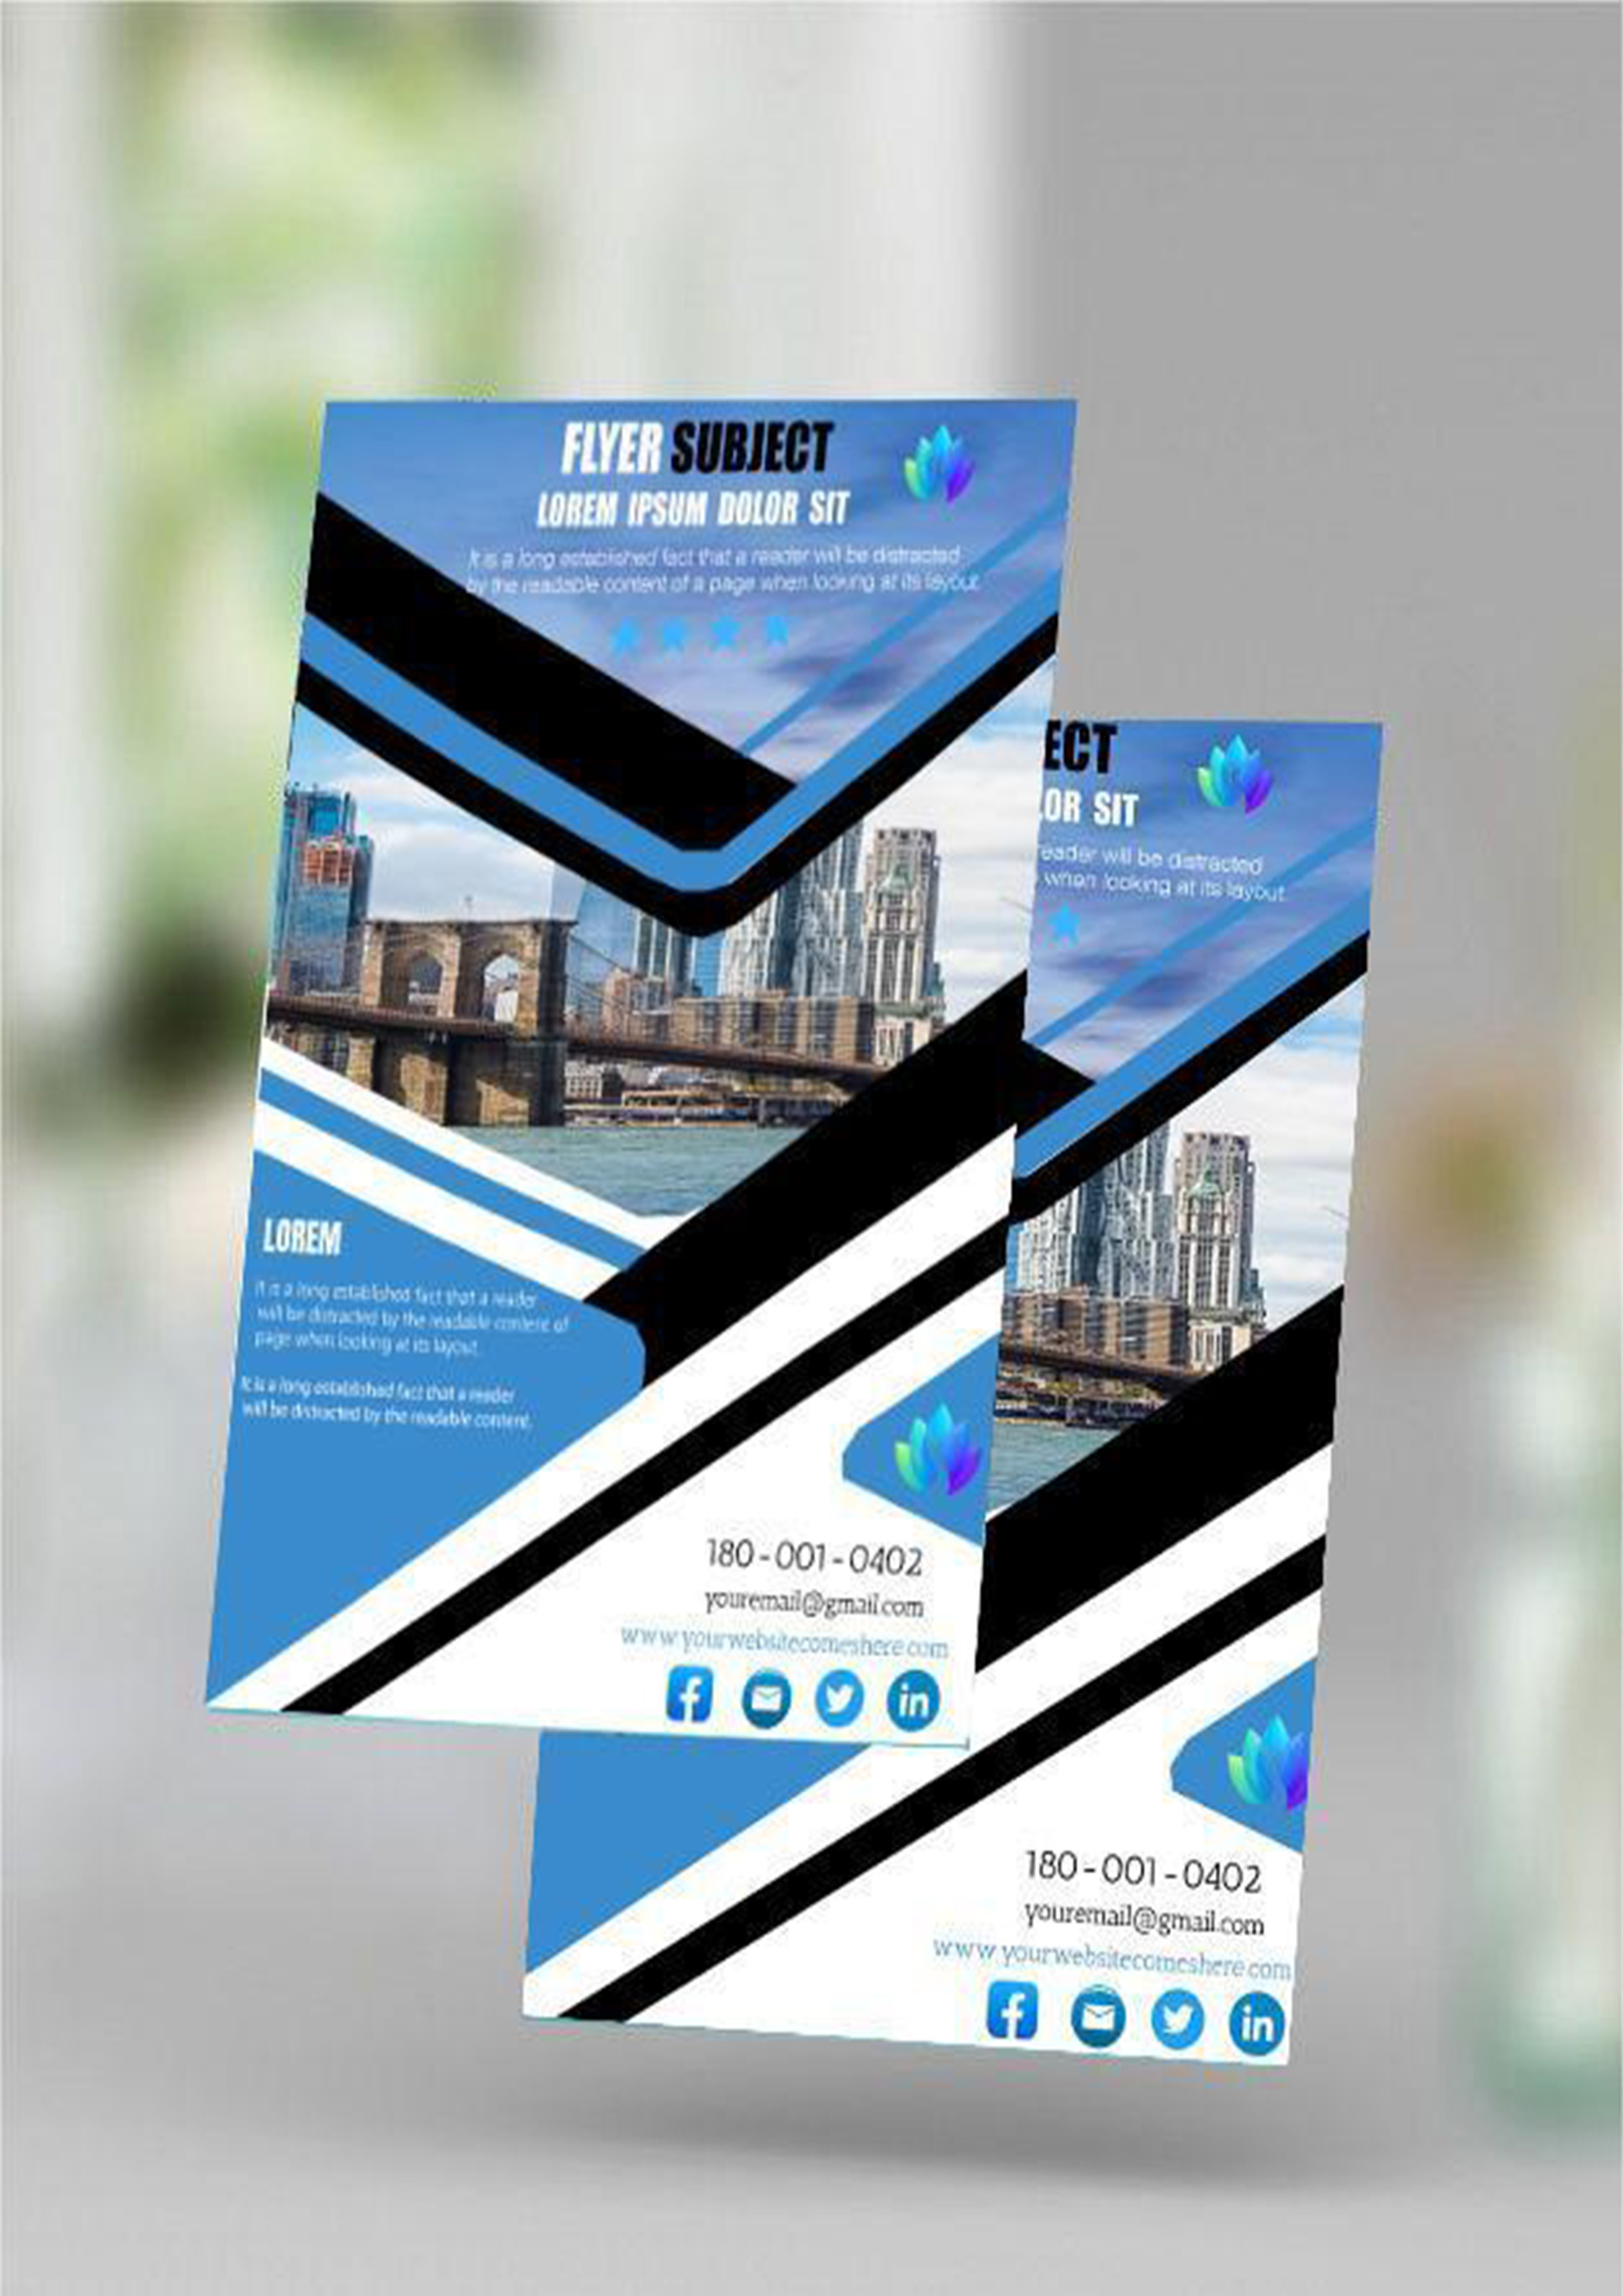 FLYER SUBJECT
LOREM IPSUM DOLOR SIT
It is a long established fact that a reader will be distracted
by the readable content of a page when looking at its layout.
LOREM
It is a long established fact that a reader
will be distracted by the readable content of
page when looking at its layout.
It is a long established fact that a reader
will be distracted by the readable content.
180-001-0402
youremail@gmail.com
www.yourwebsitecomeshere.com
f
in
ECT
LOR SIT
eader will be distracted
when looking at its layout.
180-001-0402
youremail@gmail.com
www.yourwebsitecomeshere.com
f
in